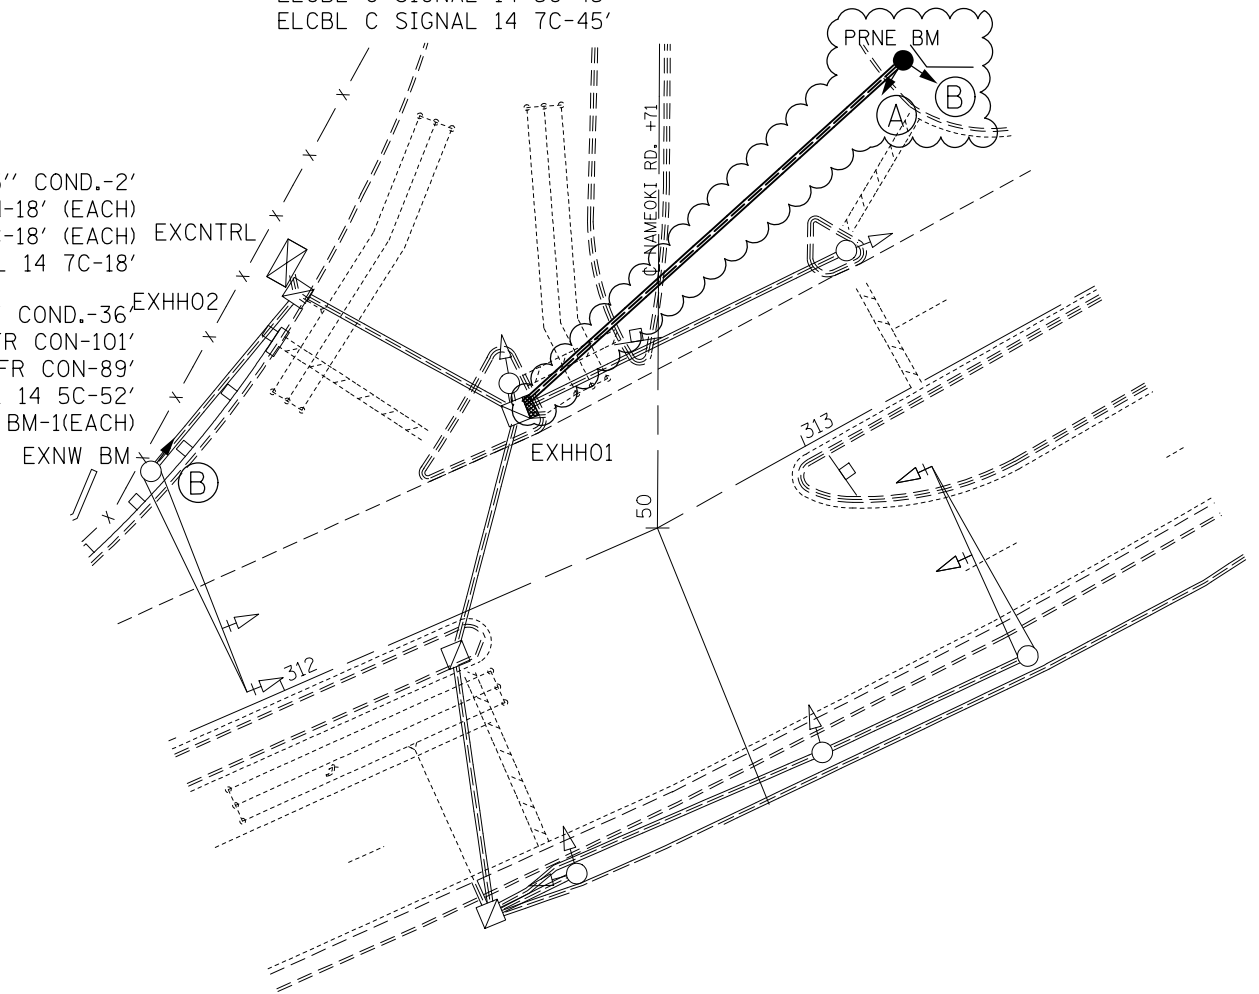 ELCBL C SIGNAL 14 7C-45'
PRNE BM
A
B
℄ NAMEOKI RD. +71
6'' COND.-2'
-18' (EACH)
-18' (EACH)
14 7C-18'
EXCNTRL
EXHH02
COND.-36'
FR CON-101'
FR CON-89'
14 5C-52'
BM-1(EACH)
EXNW BM
B
EXHH01
313
50
312